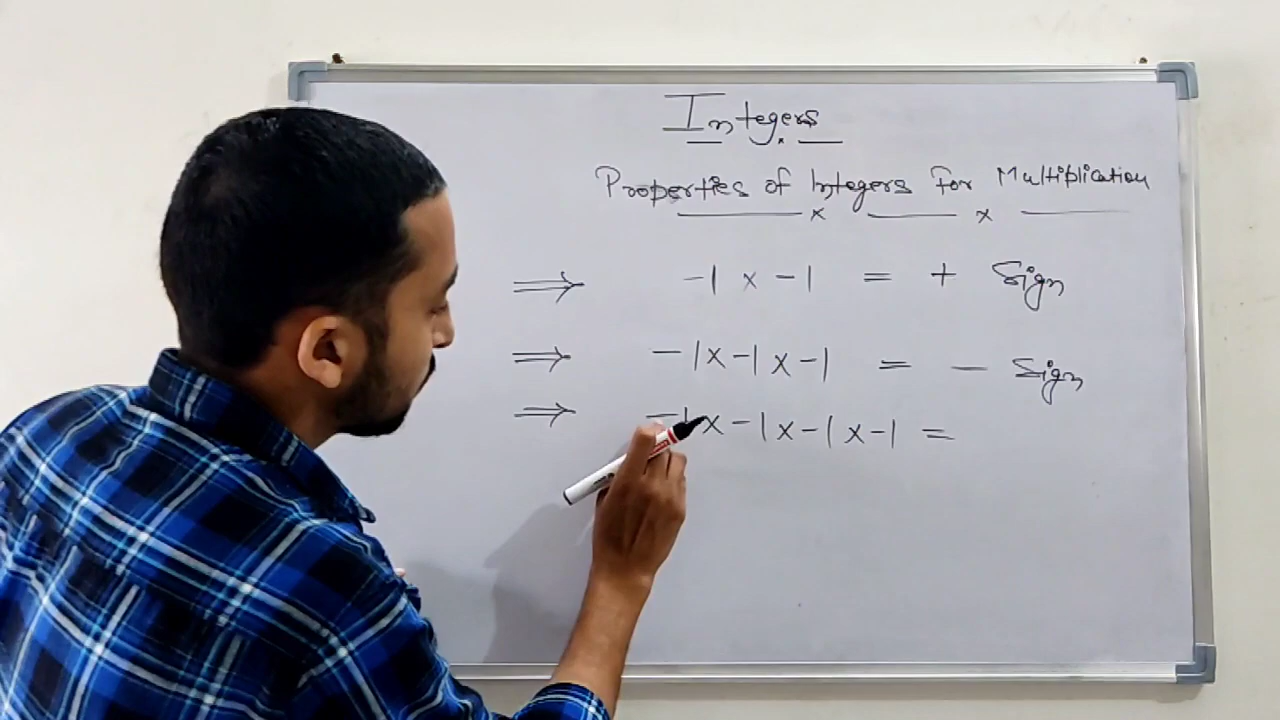 Integers
Properties of Integers For Multiplication
⇒ -1 x -1 = + Sign
⇒ -1 x -1 x -1 = - Sign
⇒ -1 x -1 x -1 x -1 =